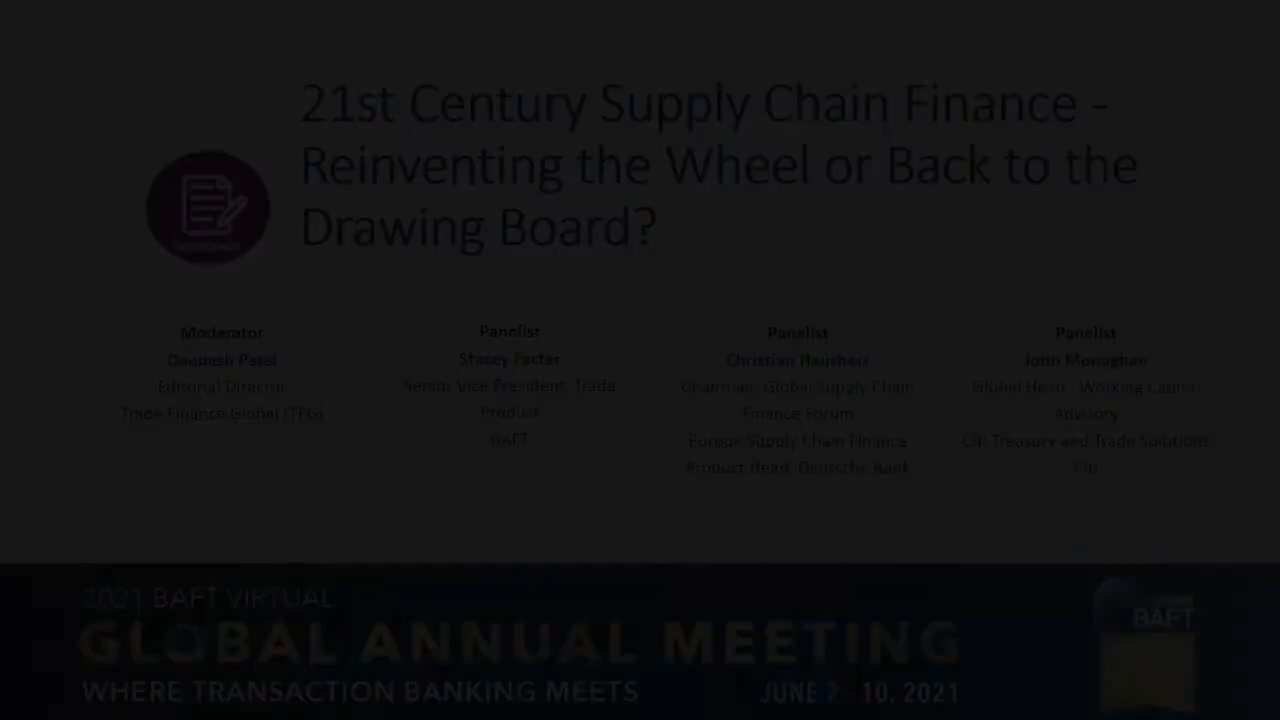 21st Century Supply Chain Finance -
Reinventing the Wheel or Back to the
Drawing Board?
Moderator
Deepesh Patel
Editorial Director
Trade Finance Global (TFG)
Panelist
Stacey Facter
Senior Vice President, Trade
Product
BAFT
Panelist
Christian Hausherr
Chairman, Global Supply Chain
Finance Forum
Europe Supply Chain Finance
Product Head, Deutsche Bank
Panelist
John Monaghan
Global Head - Working Capital
Advisory
Citi Treasury and Trade Solutions
Citi
2021 BAFT VIRTUAL
GLOBAL ANNUAL MEETING
WHERE TRANSACTION BANKING MEETS
JUNE 7 - 10, 2021
BAFT